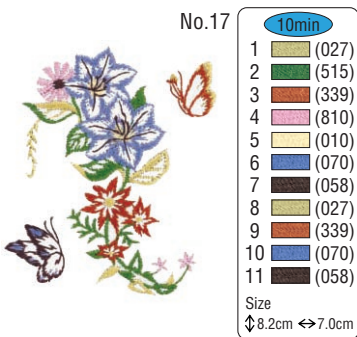 No.17
10min
1 (027)
2 (515)
3 (339)
4 (810)
5 (010)
6 (070)
7 (058)
8 (027)
9 (339)
10 (070)
11 (058)
Size
↕8.2cm ↔7.0cm